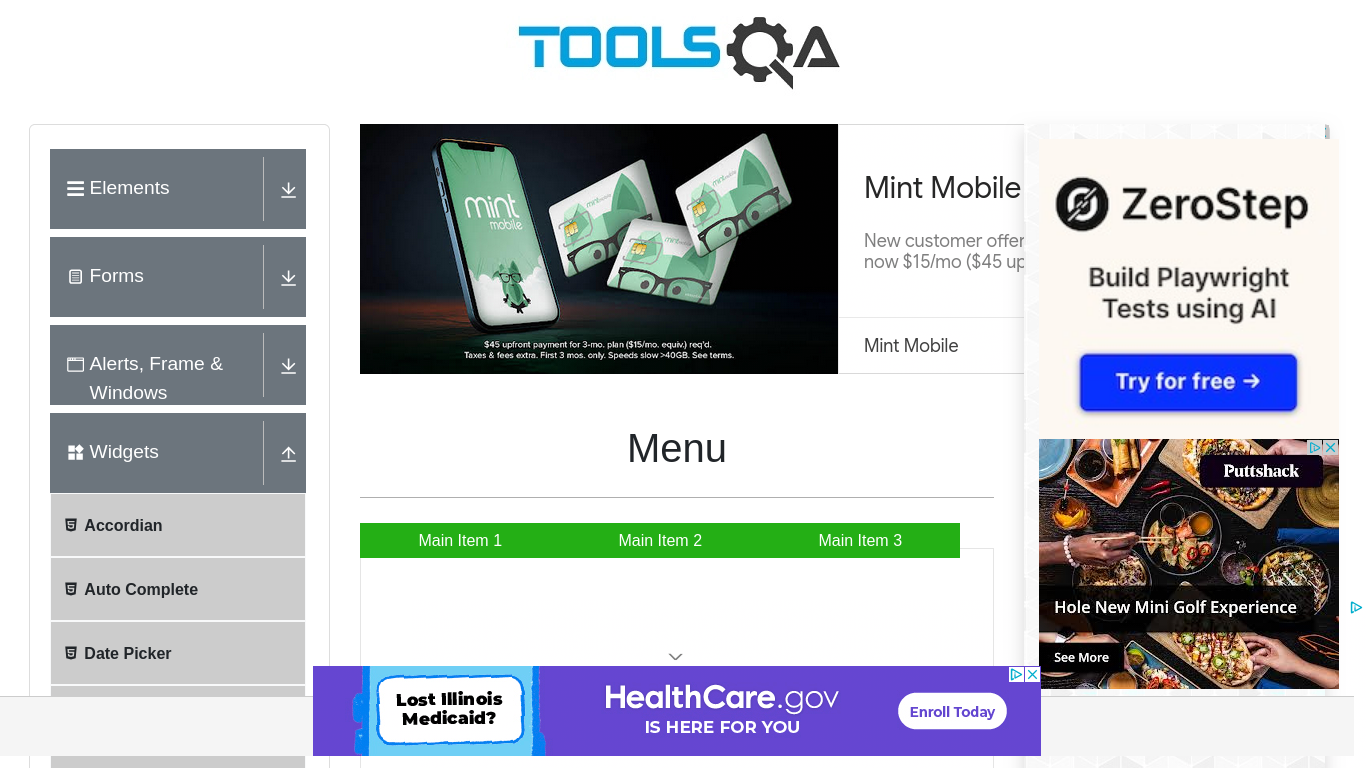 TOOLSQA
Elements
Forms
Alerts, Frame &
Windows
Widgets
Accordian
Auto Complete
Date Picker
mint
mobile
$45 upfront payment for 3-mo. plan ($15/mo. equiv.) req'd.
Taxes & fees extra. First 3 mos. only. Speeds slow >40GB. See terms.
Mint Mobile
New customer offer
now $15/mo ($45 up
Mint Mobile
Menu
Main Item 1
Main Item 2
Main Item 3
ZeroStep
Build Playwright
Tests using AI
Try for free →
Puttshack
Hole New Mini Golf Experience
See More
Lost Illinois
Medicaid?
HealthCare.gov
IS HERE FOR YOU
Enroll Today